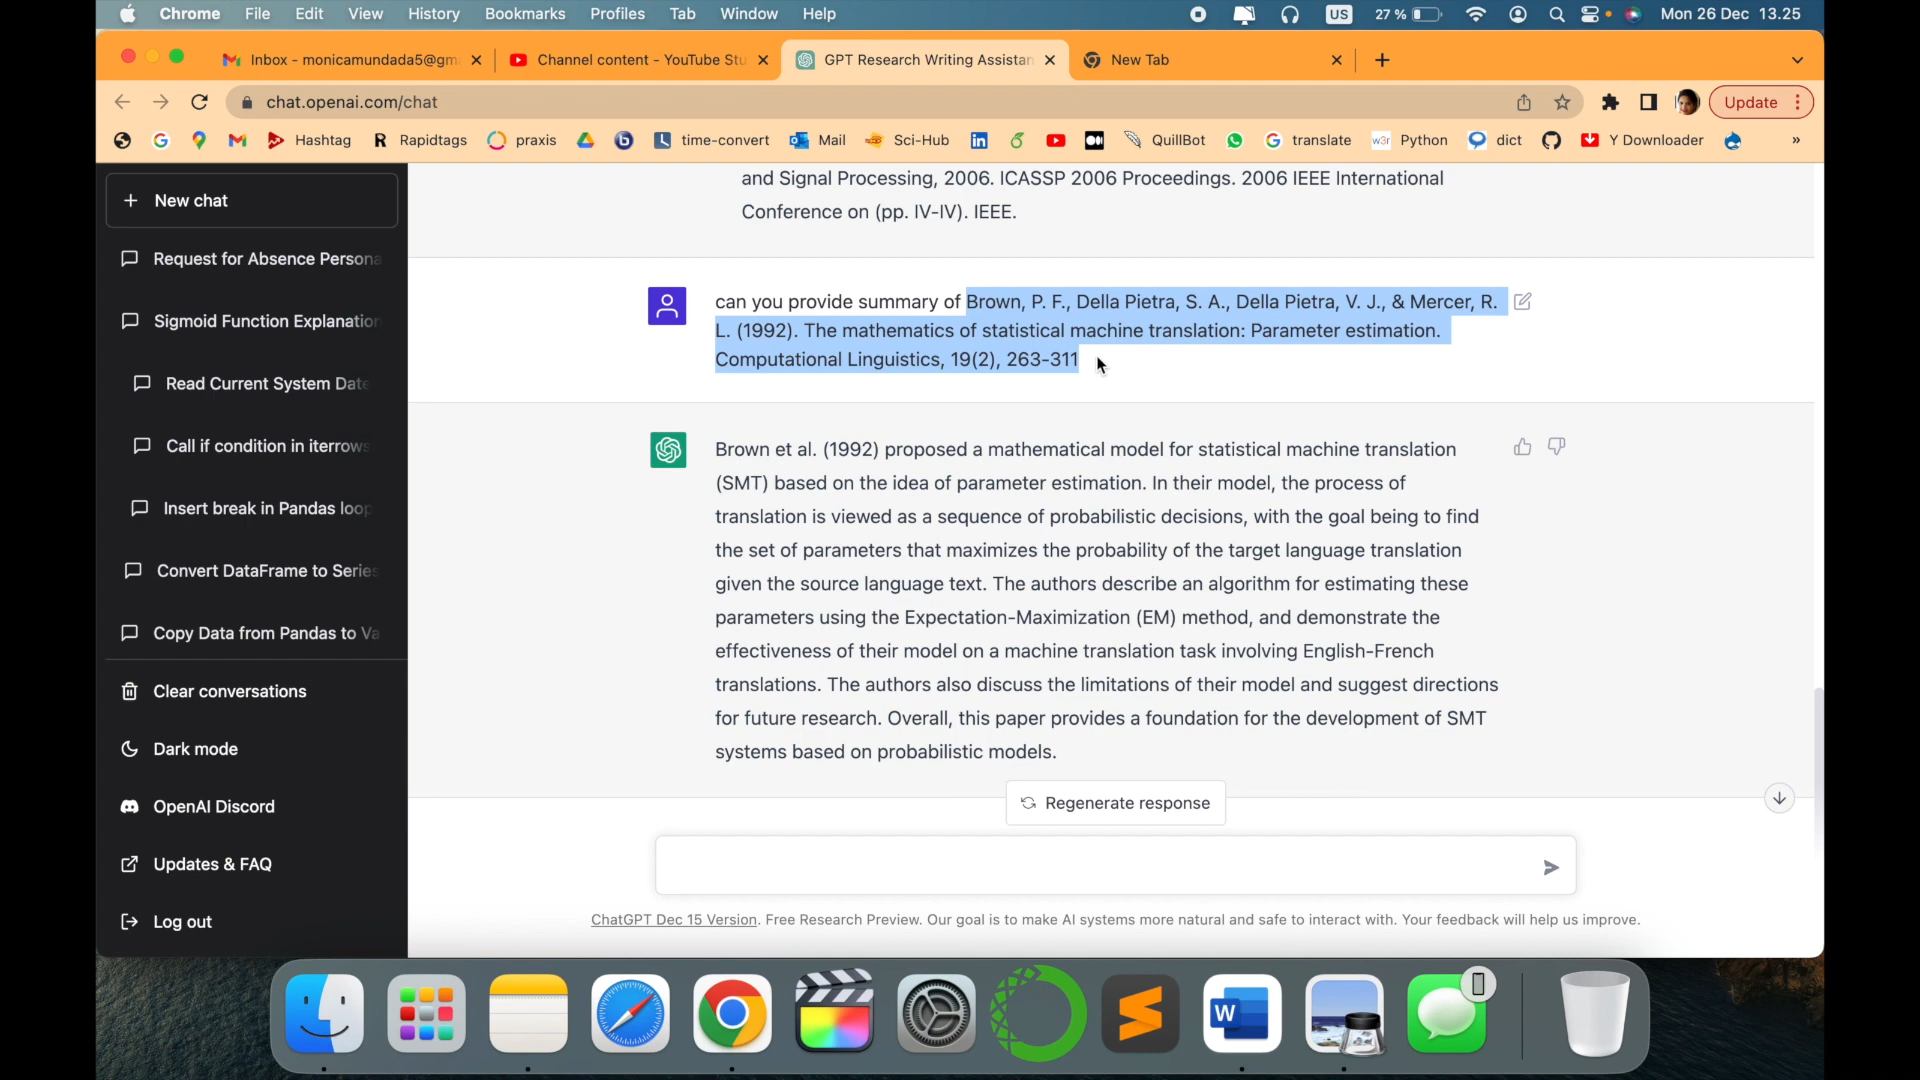 Chrome File Edit View History Bookmarks Profiles Tab Window Help US 27 % Mon 26 Dec 13.25
Inbox - monicamundada5@gm Channel content - YouTube Stu GPT Research Writing Assistan New Tab
chat.openai.com/chat Update
Hashtag R Rapidtags praxis time-convert Mail Sci-Hub QuillBot translate w3r Python dict Y Downloader »
New chat
Request for Absence Persona
Sigmoid Function Explanation
Read Current System Date
Call if condition in iterrows
Insert break in Pandas loop
Convert DataFrame to Series
Copy Data from Pandas to Va
Clear conversations
Dark mode
OpenAI Discord
Updates & FAQ
Log out
and Signal Processing, 2006. ICASSP 2006 Proceedings. 2006 IEEE International
Conference on (pp. IV-IV). IEEE.
can you provide summary of Brown, P. F., Della Pietra, S. A., Della Pietra, V. J., & Mercer, R.
L. (1992). The mathematics of statistical machine translation: Parameter estimation.
Computational Linguistics, 19(2), 263-311
Brown et al. (1992) proposed a mathematical model for statistical machine translation
(SMT) based on the idea of parameter estimation. In their model, the process of
translation is viewed as a sequence of probabilistic decisions, with the goal being to find
the set of parameters that maximizes the probability of the target language translation
given the source language text. The authors describe an algorithm for estimating these
parameters using the Expectation-Maximization (EM) method, and demonstrate the
effectiveness of their model on a machine translation task involving English-French
translations. The authors also discuss the limitations of their model and suggest directions
for future research. Overall, this paper provides a foundation for the development of SMT
systems based on probabilistic models.
Regenerate response
ChatGPT Dec 15 Version. Free Research Preview. Our goal is to make AI systems more natural and safe to interact with. Your feedback will help us improve.
W